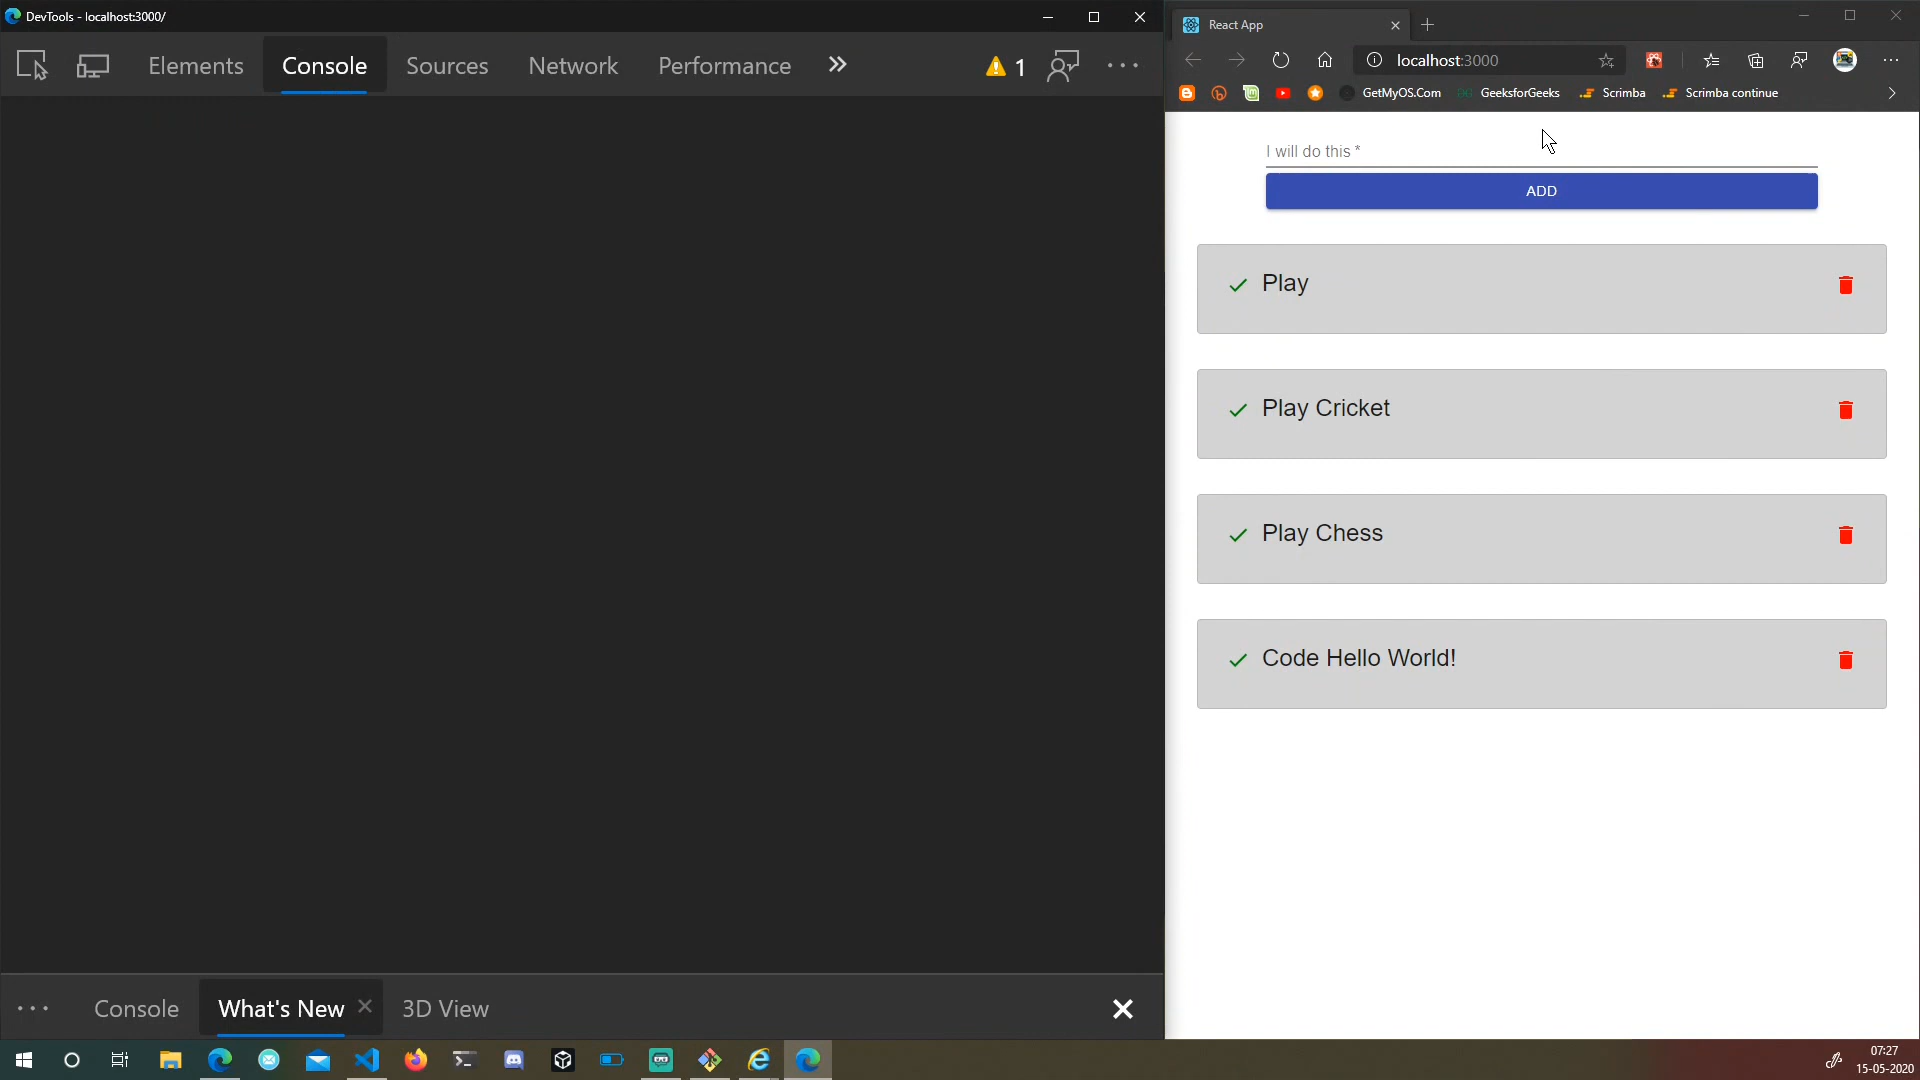 DevTools - localhost:3000/
Elements
Console
Sources
Network
Performance
1
React App
localhost:3000
GetMyOS.Com
GeeksforGeeks
Scrimba
Scrimba continue
I will do this *
ADD
Play
Play Cricket
Play Chess
Code Hello World!
Console
What's New
3D View
07:27
15-05-2020